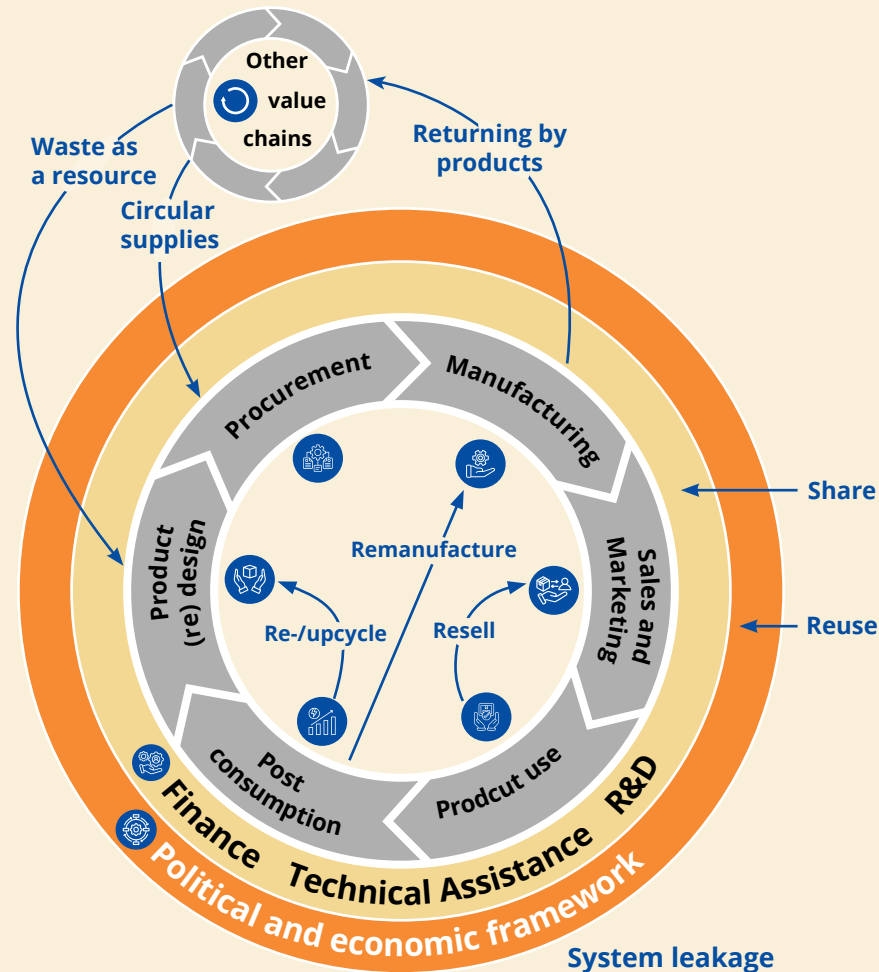 Other
value
chains
Waste as
a resource
Returning by
products
Circular
supplies
Procurement
Manufacturing
Share
Product
(re) design
Remanufacture
Sales and
Marketing
Re-/upcycle
Resell
Reuse
Post
consumption
Prodcut use
Finance Technical Assistance R&D
Political and economic framework
System leakage